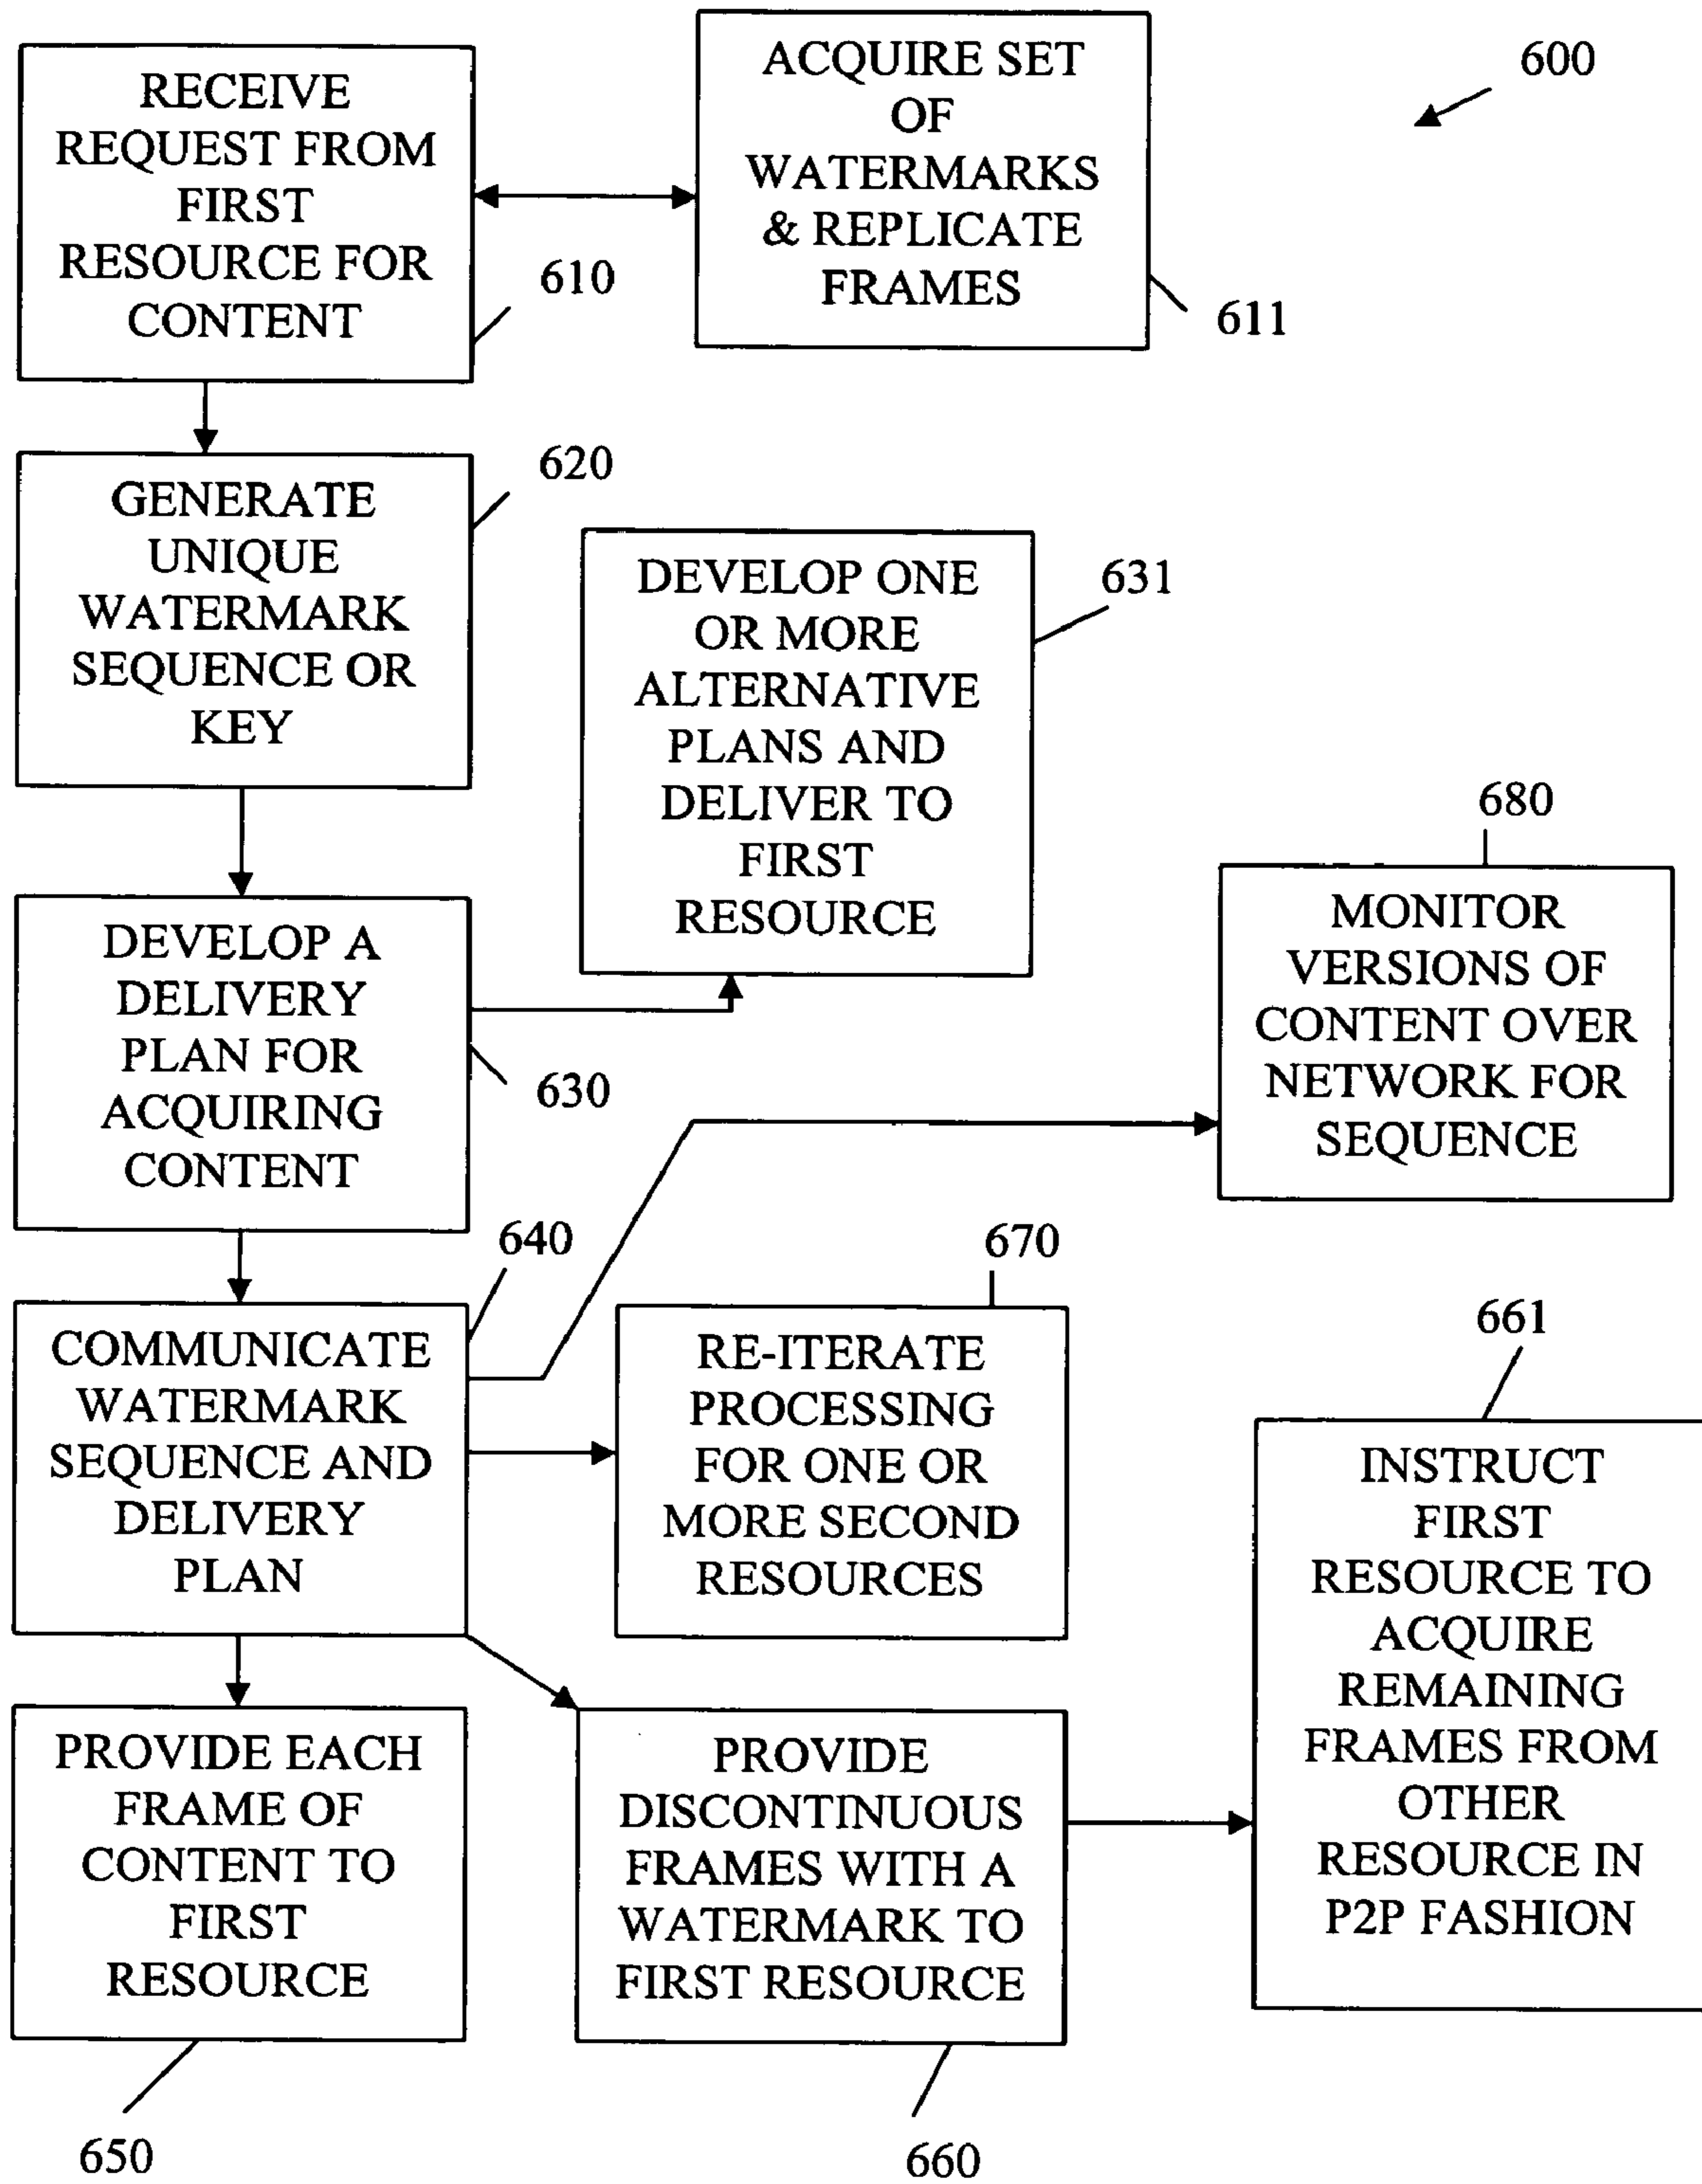 RECEIVE
REQUEST FROM
FIRST
RESOURCE FOR
CONTENT
610
ACQUIRE SET
OF
WATERMARKS
& REPLICATE
FRAMES
611
600
GENERATE
UNIQUE
WATERMARK
SEQUENCE OR
KEY
620
DEVELOP ONE
OR MORE
ALTERNATIVE
PLANS AND
DELIVER TO
FIRST
RESOURCE
631
DEVELOP A
DELIVERY
PLAN FOR
ACQUIRING
CONTENT
630
680
MONITOR
VERSIONS OF
CONTENT OVER
NETWORK FOR
SEQUENCE
640
COMMUNICATE
WATERMARK
SEQUENCE AND
DELIVERY
PLAN
670
RE-ITERATE
PROCESSING
FOR ONE OR
MORE SECOND
RESOURCES
661
INSTRUCT
FIRST
RESOURCE TO
ACQUIRE
REMAINING
FRAMES FROM
OTHER
RESOURCE IN
P2P FASHION
PROVIDE EACH
FRAME OF
CONTENT TO
FIRST
RESOURCE
650
PROVIDE
DISCONTINUOUS
FRAMES WITH A
WATERMARK TO
FIRST RESOURCE
660